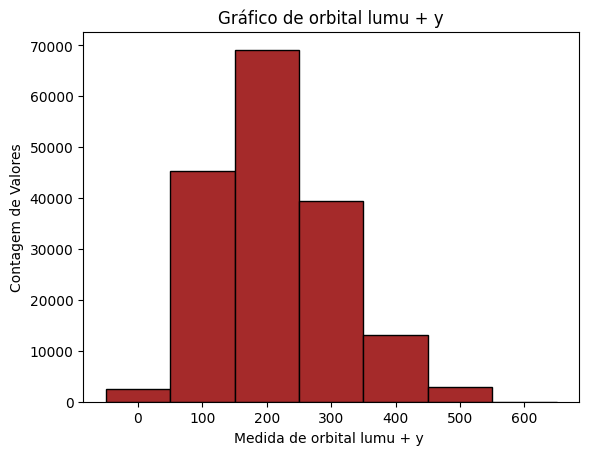 Gráfico de orbital lumu + y
Contagem de Valores
70000
60000
50000
40000
30000
20000
10000
0
0 100 200 300 400 500 600
Medida de orbital lumu + y